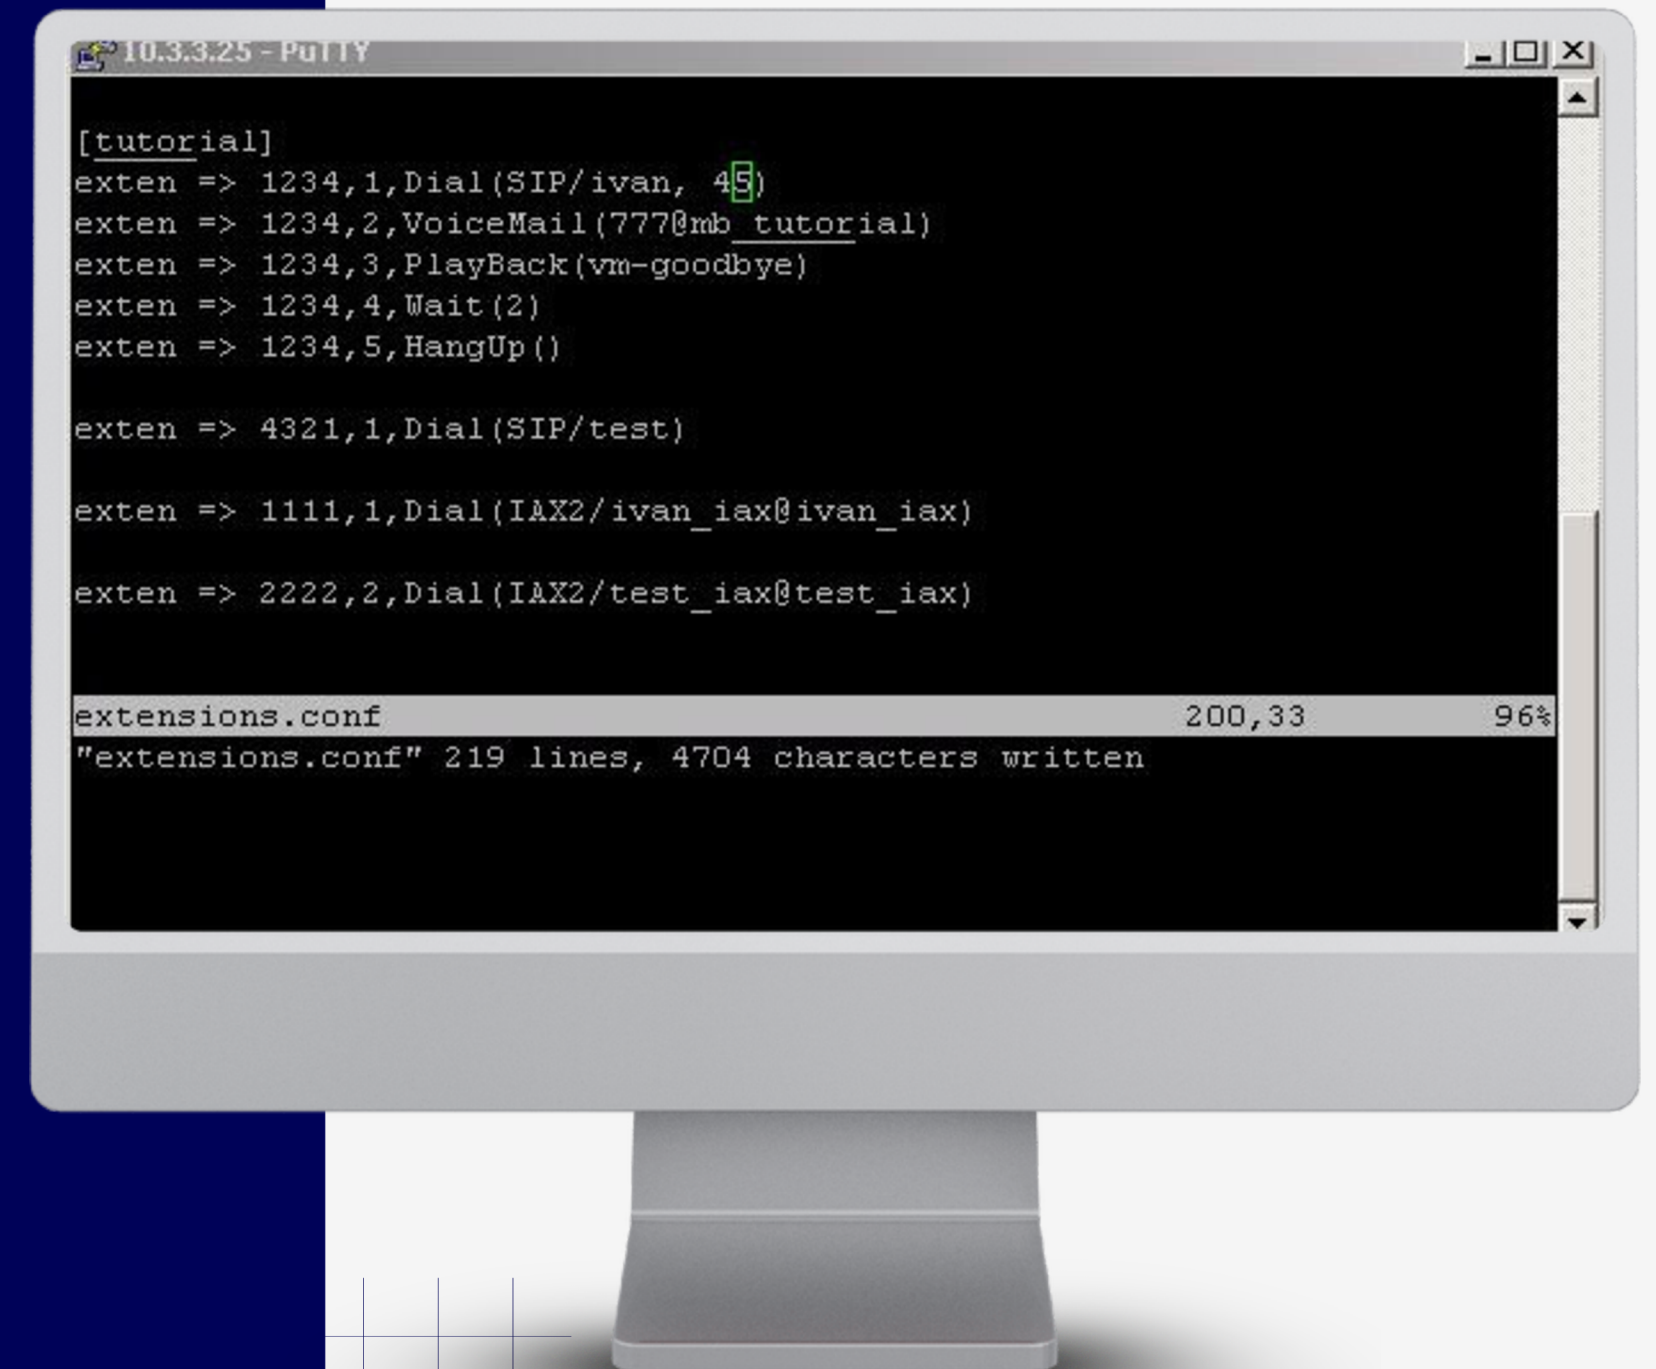 10.3.3.25 - PuTTY
[tutorial]
exten => 1234,1,Dial(SIP/ivan, 45)
exten => 1234,2,VoiceMail(777@mb_tutorial)
exten => 1234,3,PlayBack(vm-goodbye)
exten => 1234,4,Wait(2)
exten => 1234,5,HangUp()
exten => 4321,1,Dial(SIP/test)
exten => 1111,1,Dial(IAX2/ivan_iax@ivan_iax)
exten => 2222,2,Dial(IAX2/test_iax@test_iax)
extensions.conf 200,33 96%
"extensions.conf" 219 lines, 4704 characters written